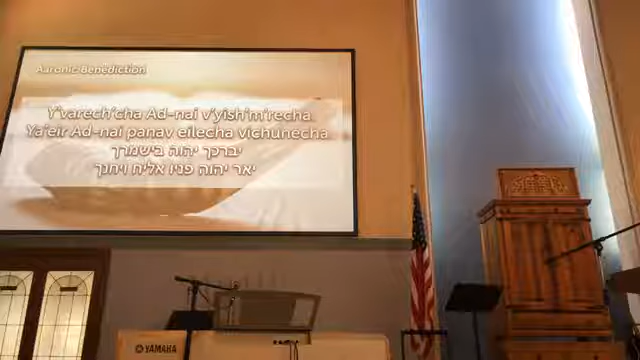 Aaronic Benediction
Y'varech'cha Ad-nai v'yish'm'recha.
Ya'eir Ad-nai panav eilecha vichunecha
יברכך יהוה בישמרך
יאר יהוה פניו אליח ויחנך
YAMAHA